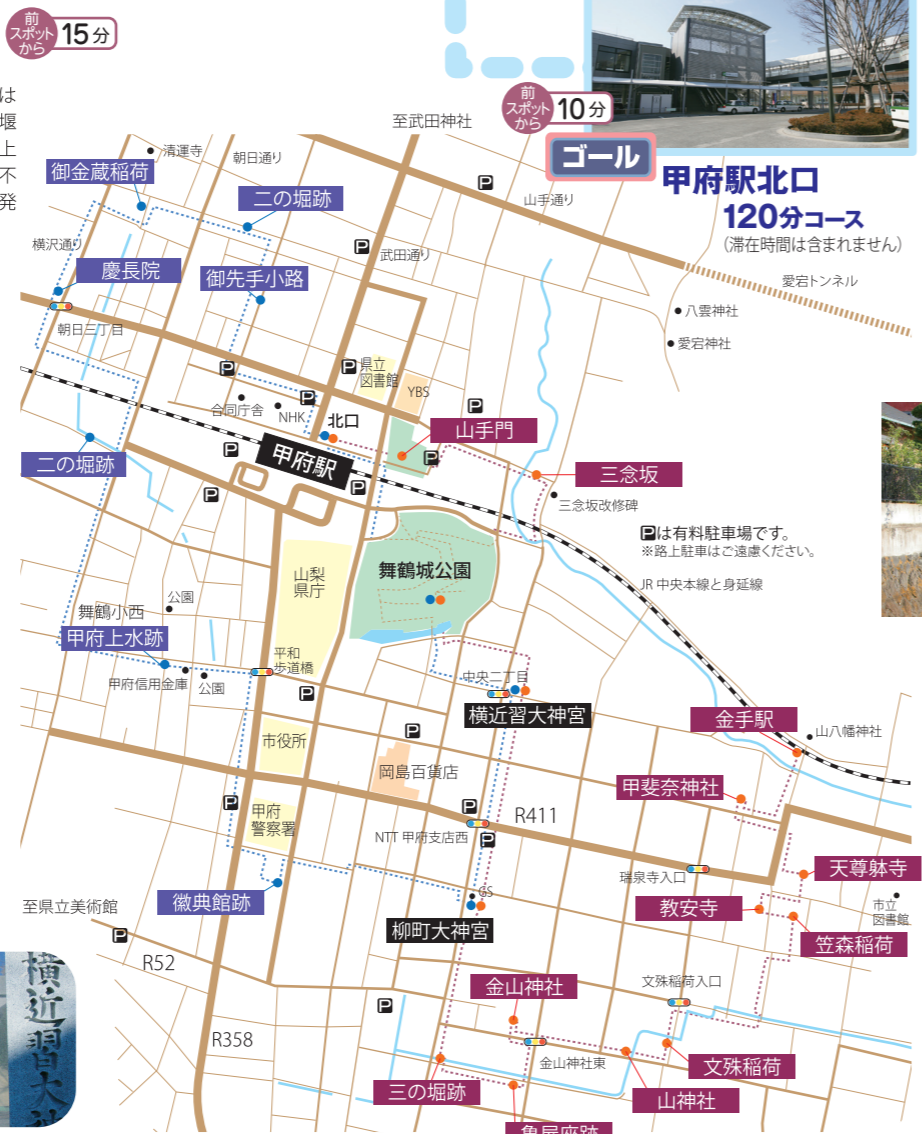 前
スポット
から
15分
は
堰
上
不
発
前
スポット
から
10分
ゴール
甲府駅北口
120分コース
（滞在時間は含まれません）
至武田神社
清運寺
朝日通り
御金蔵稲荷
二の堀跡
山手通り
横沢通り
武田通り
慶長院
御先手小路
愛宕トンネル
八雲神社
朝日三丁目
愛宕神社
県立
図書館
YBS
合同庁舎
NHK
北口
山手門
甲府駅
二の堀跡
三念坂
三念坂改修碑
Pは有料駐車場です。
※路上駐車はご遠慮ください。
JR 中央本線と身延線
山梨
県庁
舞鶴城公園
公園
舞鶴小西
甲府上水跡
平和
歩道橋
甲府信用金庫
公園
中央二丁目
横近習大神宮
金手駅
山八幡神社
市役所
岡島百貨店
甲斐奈神社
R411
甲府
警察署
NTT 甲府支店西
瑞泉寺入口
天尊躰寺
GS
教安寺
市立
図書館
至県立美術館
徽典館跡
柳町大神宮
笠森稲荷
R52
金山神社
文殊稲荷入口
R358
金山神社東
文殊稲荷
三の堀跡
山神社
亀屋座跡
横近習大神